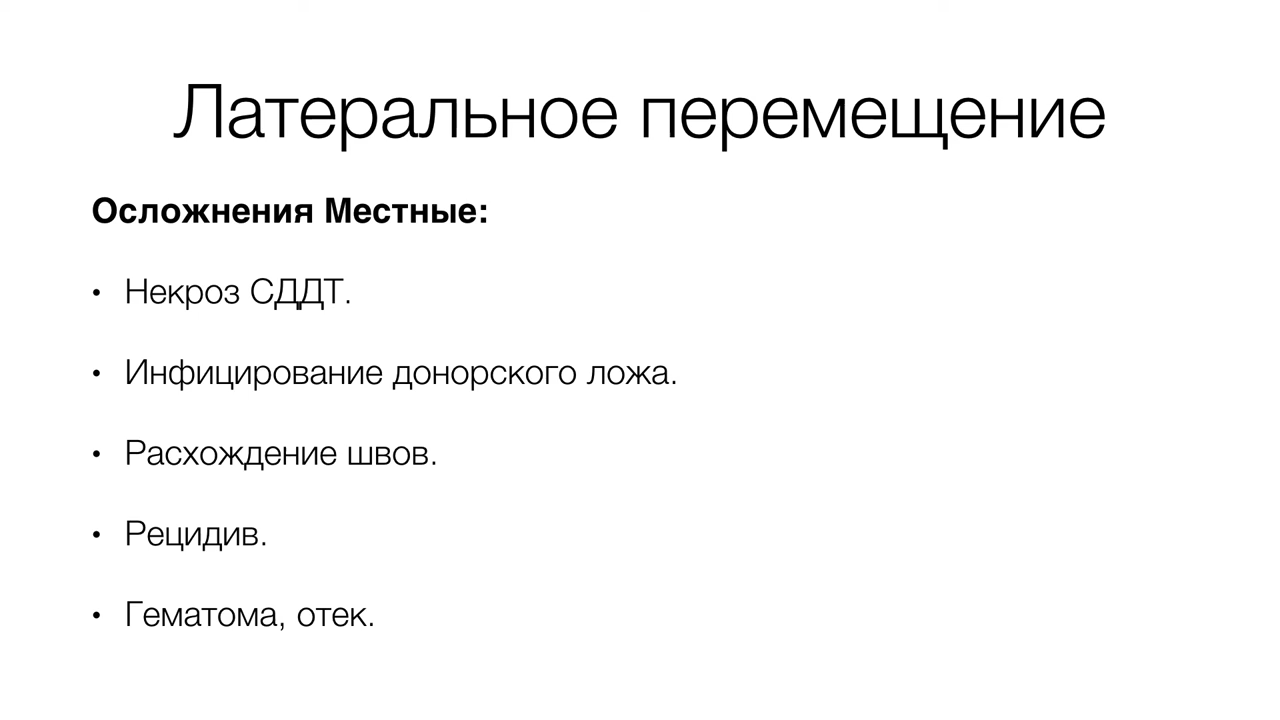 Латеральное перемещение
Осложнения Местные:
• Некроз СДДТ.
• Инфицирование донорского ложа.
• Расхождение швов.
• Рецидив.
• Гематома, отек.